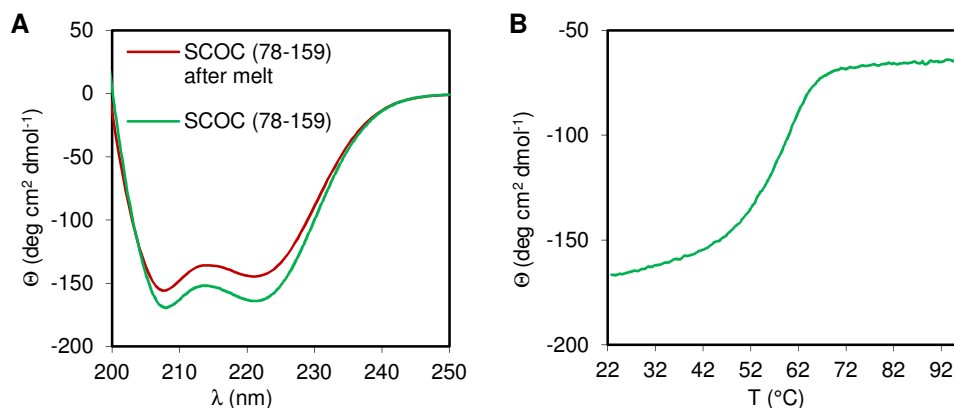 A
50
0
-50
-100
-150
-200
200
210
220
230
240
250
Θ (deg cm² dmol⁻¹)
λ (nm)
SCOC (78-159)
after melt
SCOC (78-159)
B
-50
-100
-150
-200
22
32
42
52
62
72
82
92
Θ (deg cm² dmol⁻¹)
T (°C)